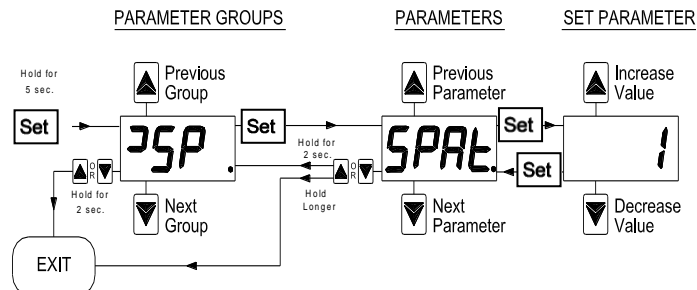 PARAMETER GROUPS
PARAMETERS
SET PARAMETER
Hold for
5 sec.
Set
Previous
Group
SP.
Set
Next
Group
OR
Hold for
2 sec.
EXIT
Hold for
2 sec.
OR
Hold
Longer
Previous
Parameter
SPAt.
Next
Parameter
Set
Set
Increase
Value
1
Decrease
Value